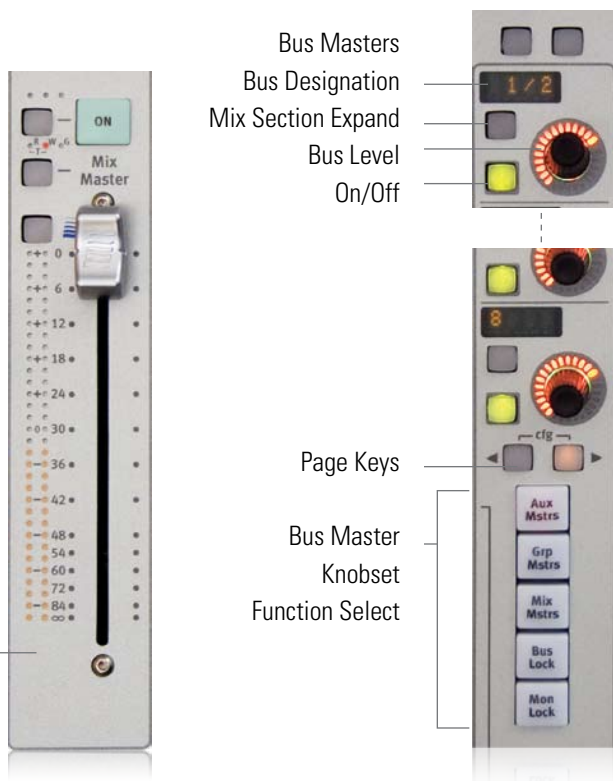 ON
R W G
T
Mix
Master
0
6
12
18
24
30
36
42
48
54
60
72
84
∞
Bus Masters
Bus Designation
Mix Section Expand
Bus Level
On/Off
1/2
8
cfg
Page Keys
Bus Master
Knobset
Function Select
Aux
Mstrs
Grp
Mstrs
Mix
Mstrs
Bus
Lock
Mon
Lock